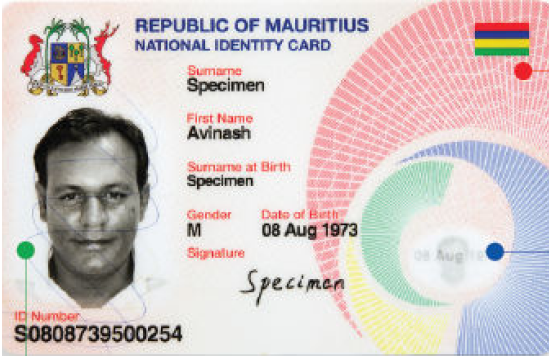 REPUBLIC OF MAURITIUS
NATIONAL IDENTITY CARD
Surname
Specimen
First Name
Avinash
Surname at Birth
Specimen
Gender Date of Birth
M 08 Aug 1973
Signature
Specimen
08 Aug
ID Number
S0808739500254